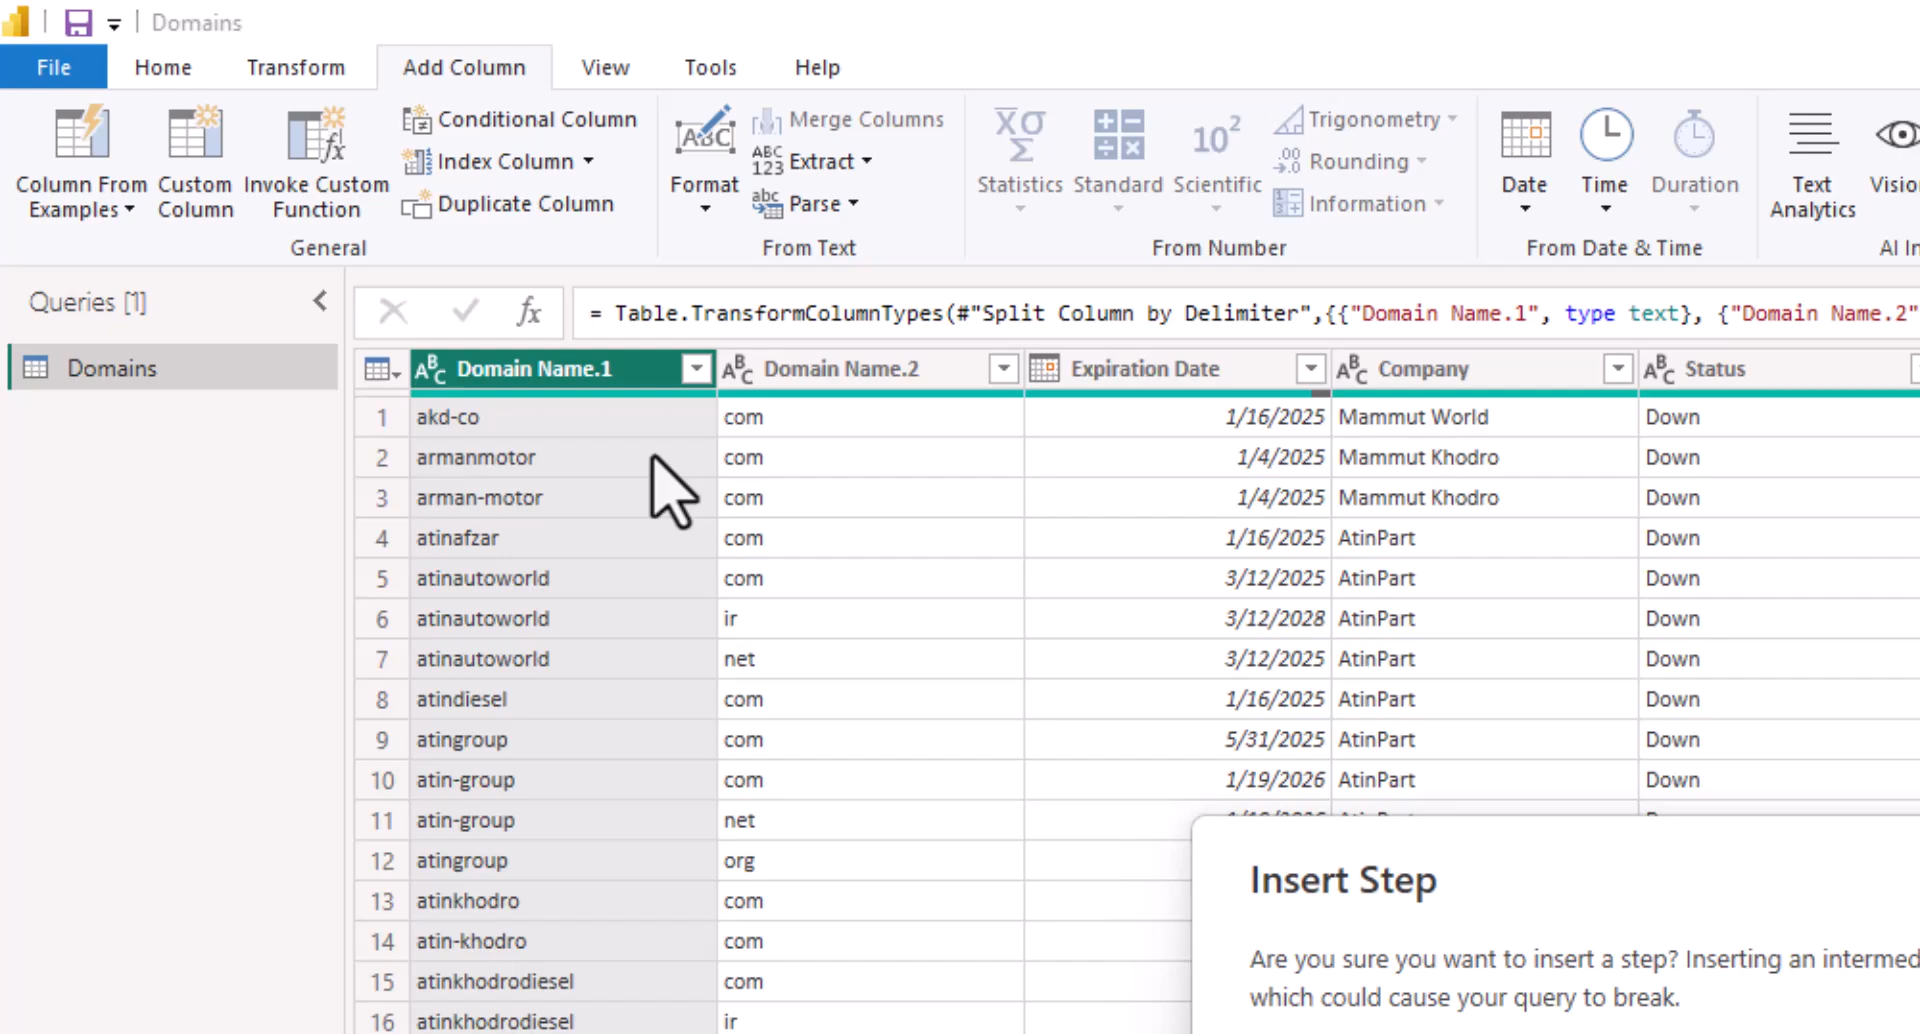 Domains
File Home Transform Add Column View Tools Help
Column From Examples
Custom Column
Invoke Custom Function
Conditional Column
Index Column
Duplicate Column
General
Format
Merge Columns
Extract
Parse
From Text
Statistics
Standard
Scientific
Trigonometry
Rounding
Information
From Number
Date
Time
Duration
From Date & Time
Text Analytics
Visio
AI In
Queries [1]
Domains
fx = Table.TransformColumnTypes(#"Split Column by Delimiter",{{"Domain Name.1", type text}, {"Domain Name.2"
Domain Name.1 Domain Name.2 Expiration Date Company Status
1 akd-co com 1/16/2025 Mammut World Down
2 armanmotor com 1/4/2025 Mammut Khodro Down
3 arman-motor com 1/4/2025 Mammut Khodro Down
4 atinafzar com 1/16/2025 AtinPart Down
5 atinautoworld com 3/12/2025 AtinPart Down
6 atinautoworld ir 3/12/2028 AtinPart Down
7 atinautoworld net 3/12/2025 AtinPart Down
8 atindiesel com 1/16/2025 AtinPart Down
9 atingroup com 5/31/2025 AtinPart Down
10 atin-group com 1/19/2026 AtinPart Down
11 atin-group net
12 atingroup org
13 atinkhodro com
14 atin-khodro com
15 atinkhodrodiesel com
16 atinkhodrodiesel ir
Insert Step
Are you sure you want to insert a step? Inserting an intermed
which could cause your query to break.